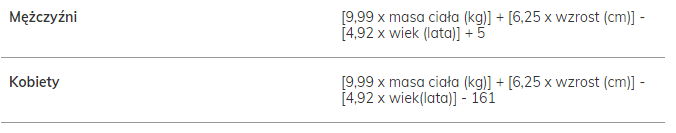 Mężczyźni
[9,99 x masa ciała (kg)] + [6,25 x wzrost (cm)] -
[4,92 x wiek (lata)] + 5
Kobiety
[9,99 x masa ciała (kg)] + [6,25 x wzrost (cm)] -
[4,92 x wiek(lata)] - 161